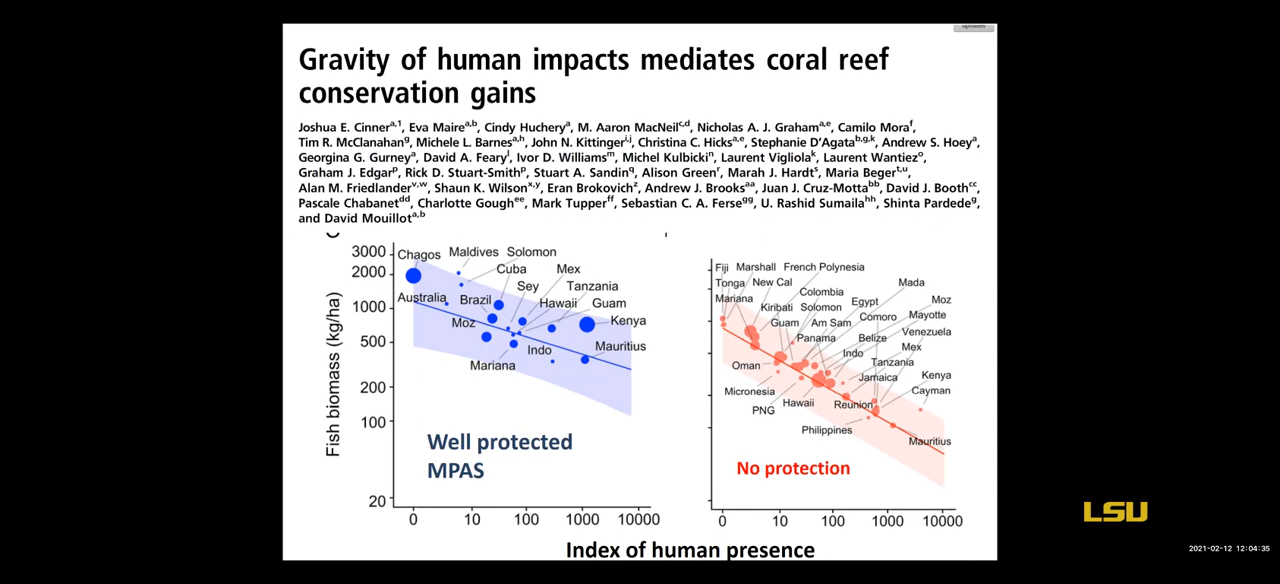 updates
Gravity of human impacts mediates coral reef
conservation gains
Joshua E. Cinnera,1, Eva Mairea,b, Cindy Hucherya, M. Aaron MacNeilc,d, Nicholas A. J. Grahama,e, Camilo Moraf,
Tim R. McClanahang, Michele L. Barnesa,h, John N. Kittingeri,j, Christina C. Hicksa,e, Stephanie D'Agatab,g,k, Andrew S. Hoeya,
Georgina G. Gurneya, David A. Fearyl, Ivor D. Williamsm, Michel Kulbickin, Laurent Vigliolak, Laurent Wantiezo,
Graham J. Edgarp, Rick D. Stuart-Smithp, Stuart A. Sandinq, Alison Greenr, Marah J. Hardts, Maria Begert,u,
Alan M. Friedlanderv,w, Shaun K. Wilsonx,y, Eran Brokovichz, Andrew J. Brooksaa, Juan J. Cruz-Mottabb, David J. Boothcc,
Pascale Chabanetdd, Charlotte Goughee, Mark Tupperff, Sebastian C. A. Fersegg, U. Rashid Sumailahh, Shinta Pardedeg,
and David Mouillota,b
Fish biomass (kg/ha)
3000
2000
1000
500
200
100
20
Chagos
Maldives
Solomon
Cuba
Mex
Sey
Tanzania
Australia
Brazil
Hawaii
Guam
Moz
Kenya
Indo
Mauritius
Mariana
Well protected
MPAS
0
10
100
1000
10000
Fiji
Marshall
French Polynesia
Tonga
New Cal
Mada
Mariana
Colombia
Egypt
Moz
Kiribati
Solomon
Comoro
Mayotte
Guam
Am Sam
Venezuela
Panama
Belize
Mex
Indo
Tanzania
Oman
Jamaica
Kenya
Micronesia
Cayman
PNG
Hawaii
Reunion
Philippines
Mauritius
No protection
0
10
100
1000
10000
Index of human presence
LSU
2021-02-12 12:04:35